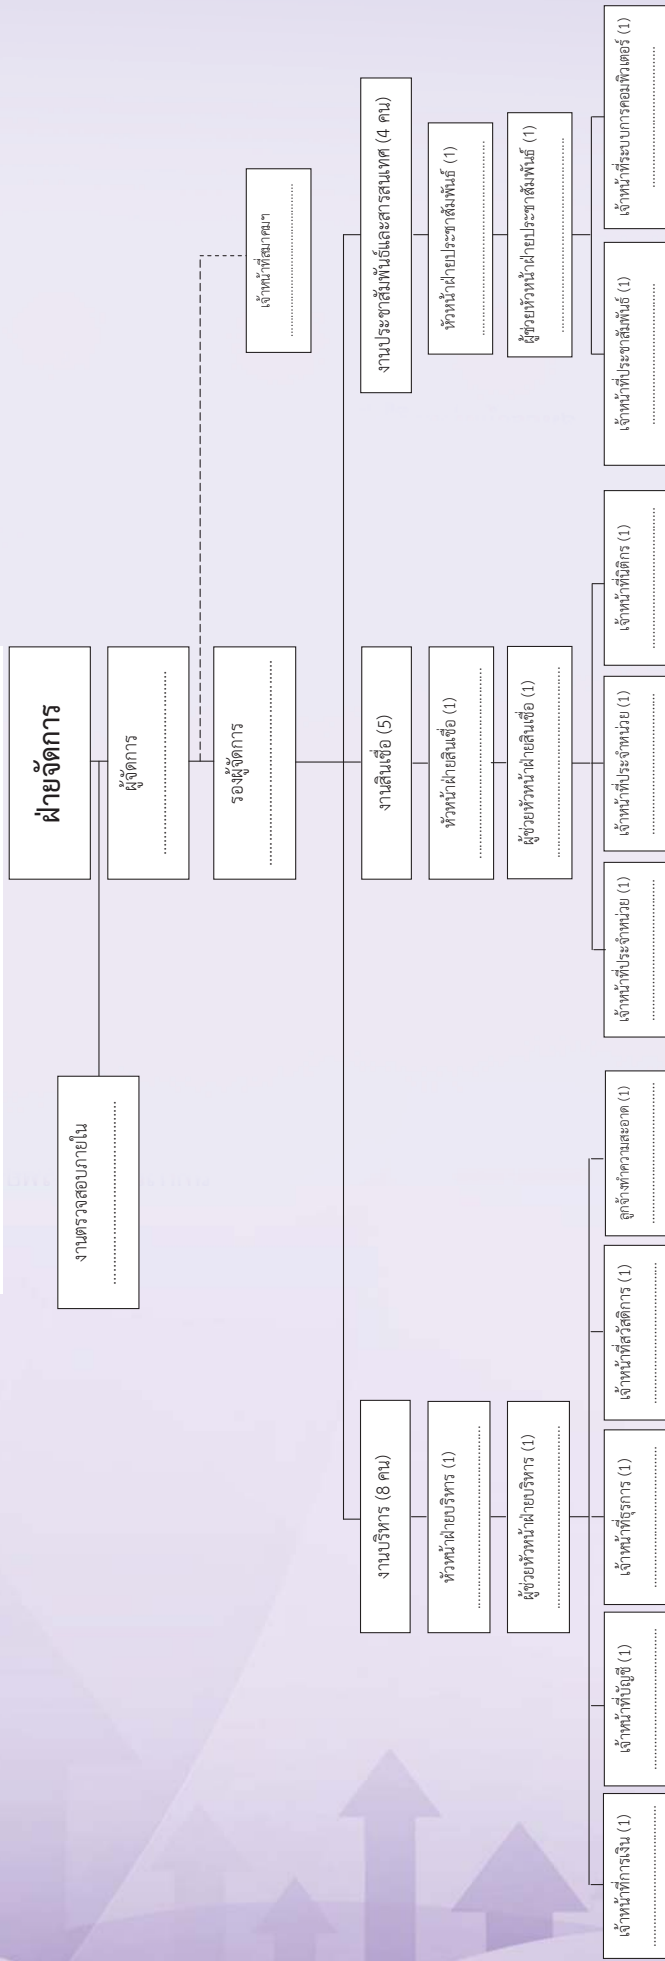 ฝ่ายจัดการ
ผู้จัดการ
รองผู้จัดการ
งานตรวจสอบภายใน
เจ้าหน้าที่สมาคมฯ
งานบริหาร (8 คน)
หัวหน้าฝ่ายบริหาร (1)
ผู้ช่วยหัวหน้าฝ่ายบริหาร (1)
เจ้าหน้าที่การเงิน (1)
เจ้าหน้าที่บัญชี (1)
เจ้าหน้าที่ธุรการ (1)
เจ้าหน้าที่สวัสดิการ (1)
ลูกจ้างทำความสะอาด (1)
งานสินเชื่อ (5)
หัวหน้าฝ่ายสินเชื่อ (1)
ผู้ช่วยหัวหน้าฝ่ายสินเชื่อ (1)
เจ้าหน้าที่ประจำหน่วย (1)
เจ้าหน้าที่ประจำหน่วย (1)
เจ้าหน้าที่นิติกร (1)
งานประชาสัมพันธ์และสารสนเทศ (4 คน)
หัวหน้าฝ่ายประชาสัมพันธ์ (1)
ผู้ช่วยหัวหน้าฝ่ายประชาสัมพันธ์ (1)
เจ้าหน้าที่ประชาสัมพันธ์ (1)
เจ้าหน้าที่ระบบการคอมพิวเตอร์ (1)